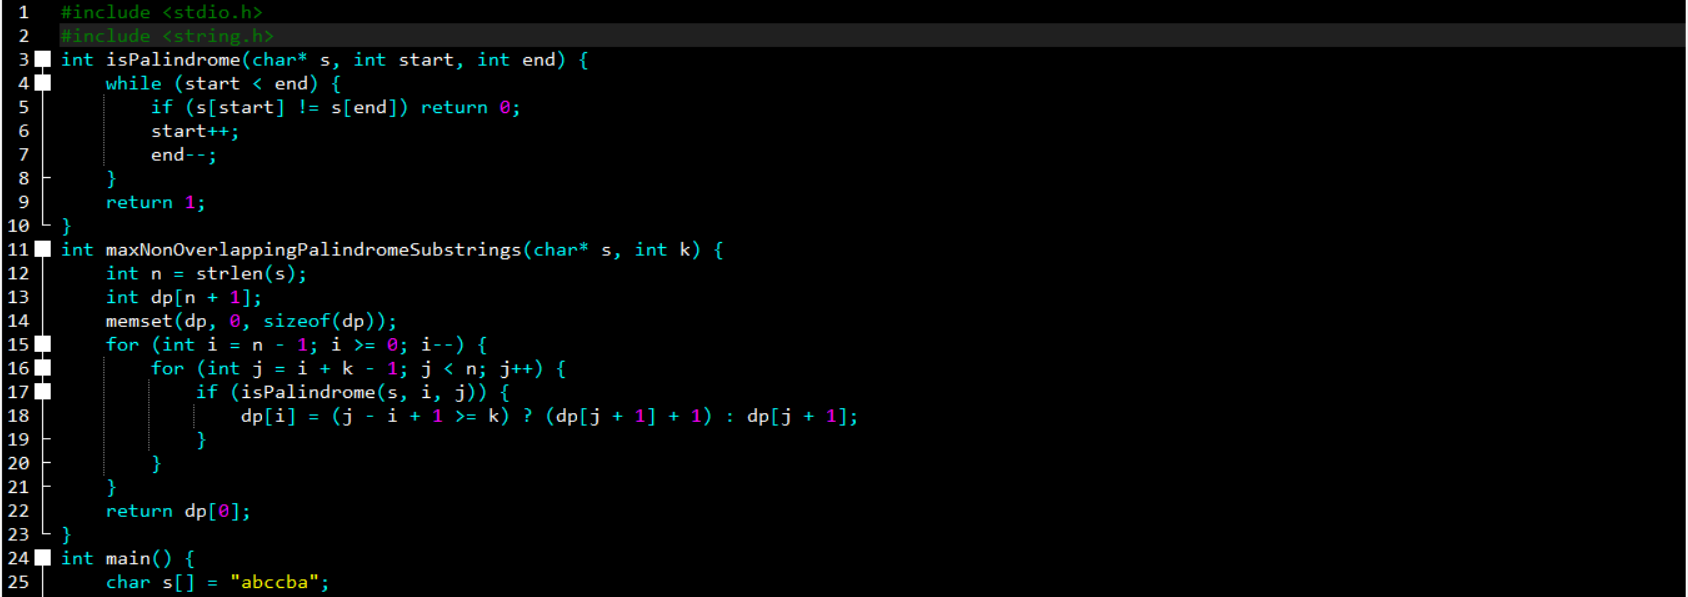 1 #include <stdio.h>
2 #include <string.h>
3 int isPalindrome(char* s, int start, int end) {
4     while (start < end) {
5         if (s[start] != s[end]) return 0;
6         start++;
7         end--;
8     }
9     return 1;
10 }
11 int maxNonOverlappingPalindromeSubstrings(char* s, int k) {
12     int n = strlen(s);
13     int dp[n + 1];
14     memset(dp, 0, sizeof(dp));
15     for (int i = n - 1; i >= 0; i--) {
16         for (int j = i + k - 1; j < n; j++) {
17             if (isPalindrome(s, i, j)) {
18                 dp[i] = (j - i + 1 >= k) ? (dp[j + 1] + 1) : dp[j + 1];
19             }
20         }
21     }
22     return dp[0];
23 }
24 int main() {
25     char s[] = "abccba";